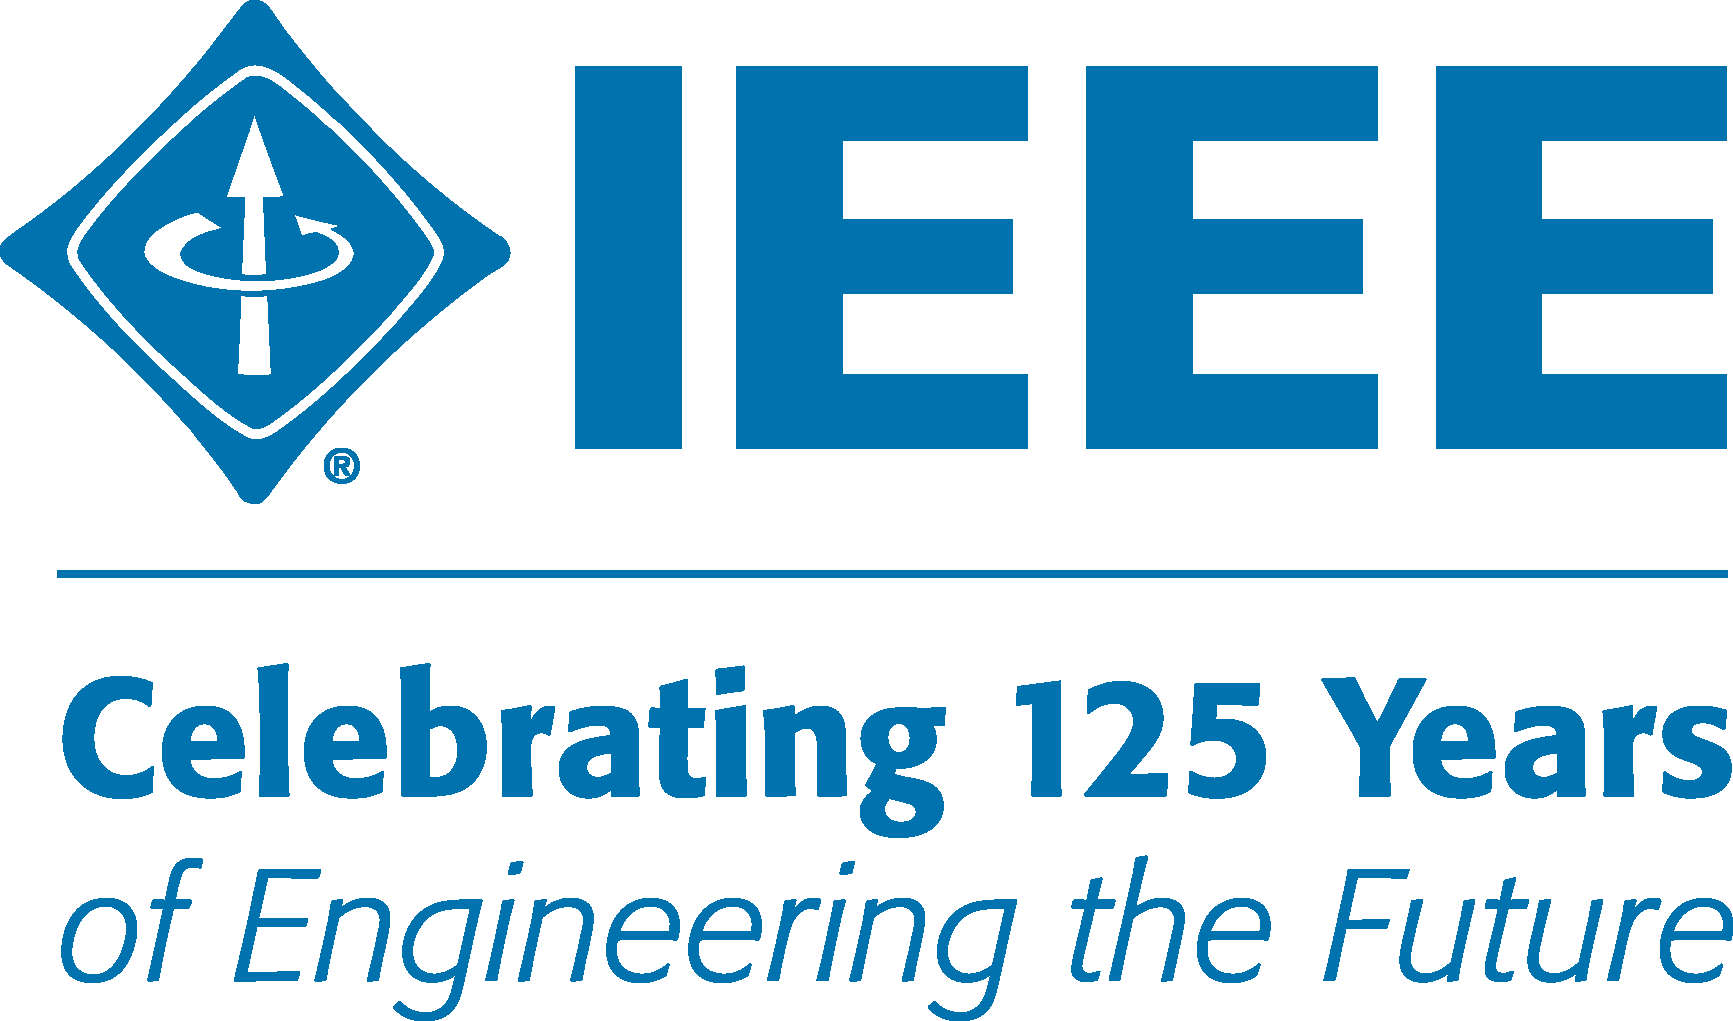 IEEE
®
Celebrating 125 Years
of Engineering the Future